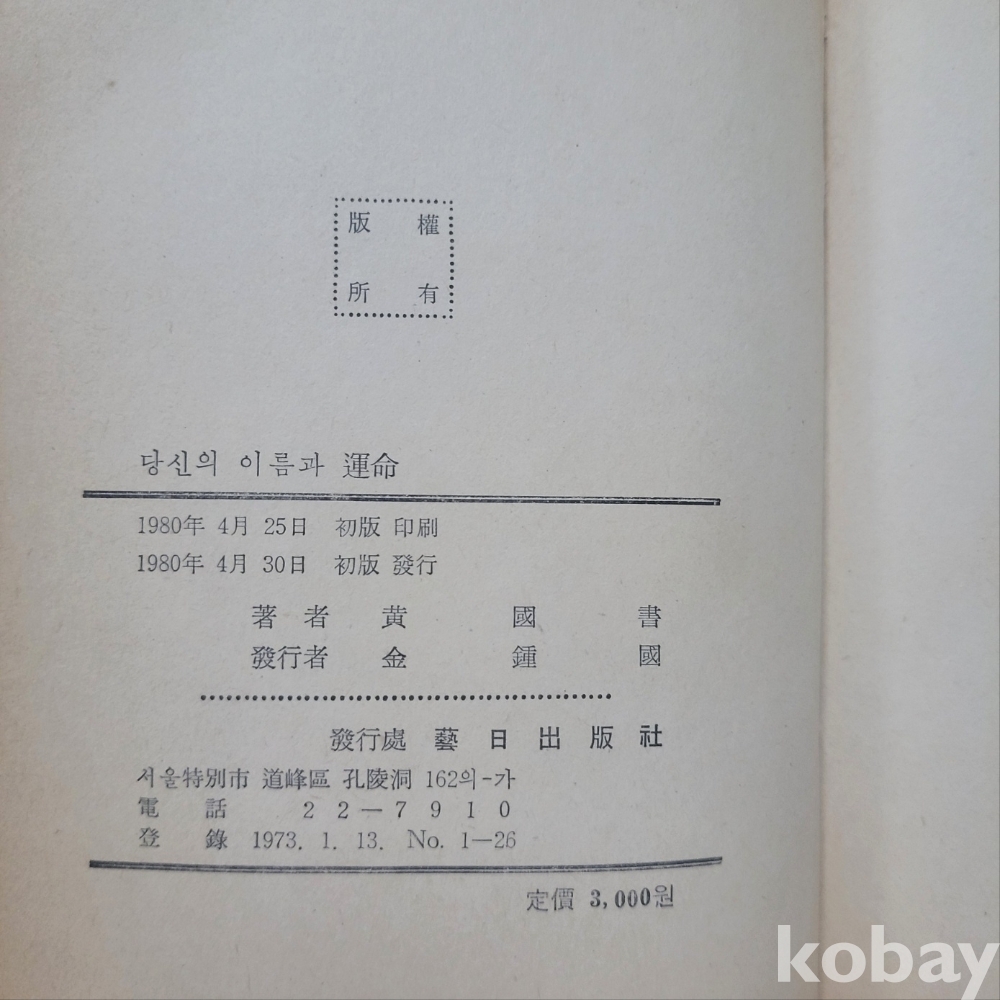 版 權
所 有
당신의 이름과 運命
1980年 4月 25日 初版 印刷
1980年 4月 30日 初版 發行
著 者 黃 國 書
發行者 金 鍾 國
發行處 藝日出版社
서울特別市 道峰區 孔陵洞 162의-가
電 話 22—7910
登 錄 1973. 1. 13. No. 1—26
定價 3,000원
kobay